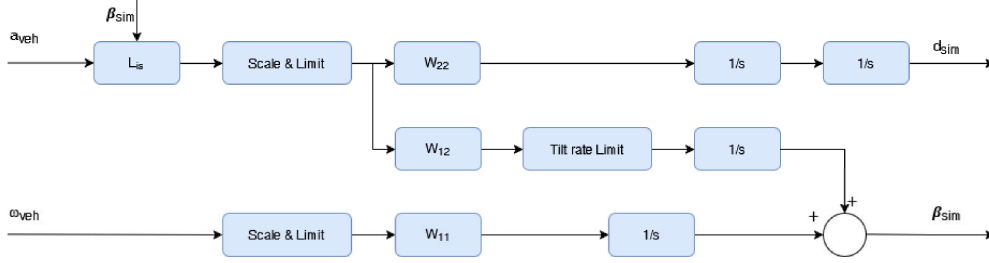 βsim
aveh
Lis
Scale & Limit
W22
1/s
1/s
dsim
W12
Tilt rate Limit
1/s
+
ωveh
Scale & Limit
W11
1/s
+
βsim